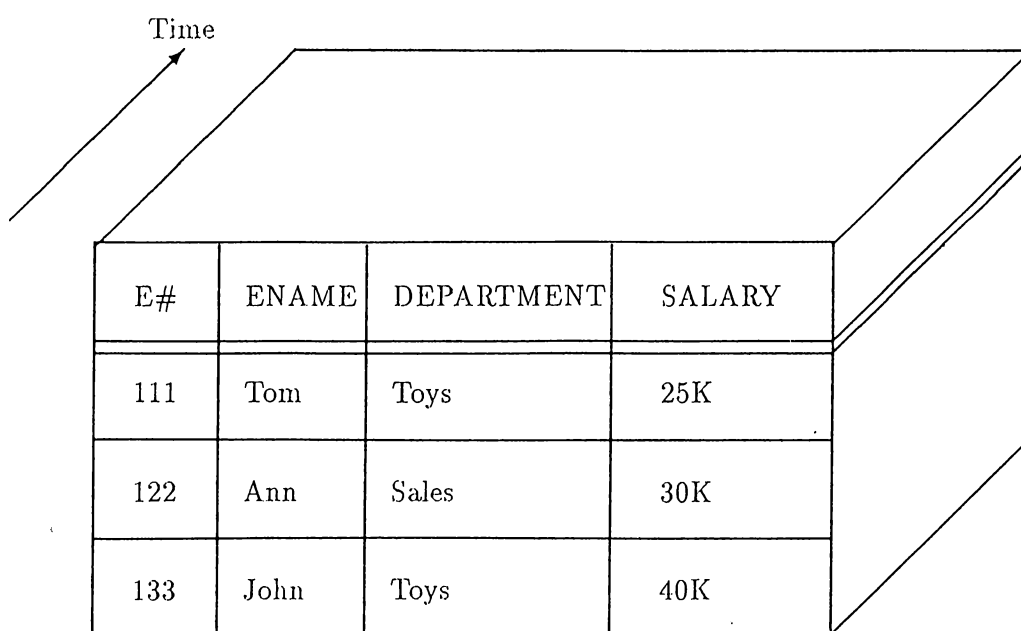 Time
E# ENAME DEPARTMENT SALARY
111 Tom Toys 25K
122 Ann Sales 30K
133 John Toys 40K